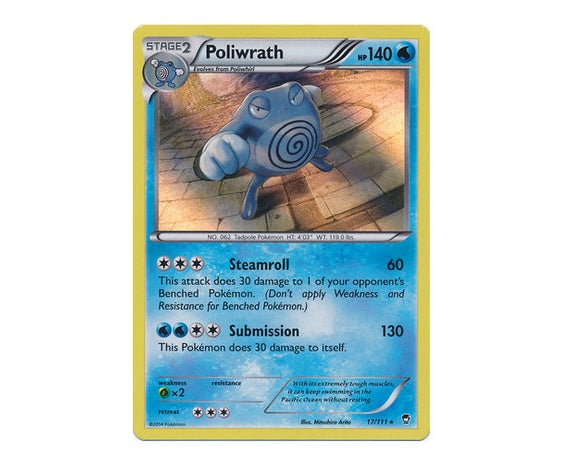 STAGE2 Poliwrath HP140
Evolves from Poliwhirl
NO. 062 Tadpole Pokémon HT: 4'03" WT: 119.0 lbs.
Steamroll 60
This attack does 30 damage to 1 of your opponent's
Benched Pokémon. (Don't apply Weakness and
Resistance for Benched Pokémon.)
Submission 130
This Pokémon does 30 damage to itself.
weakness resistance
×2
retreat
With its extremely tough muscles,
it can keep swimming in the
Pacific Ocean without resting.
©2014 Pokémon
Illus. Mitsuhiro Arita
17/111 ★